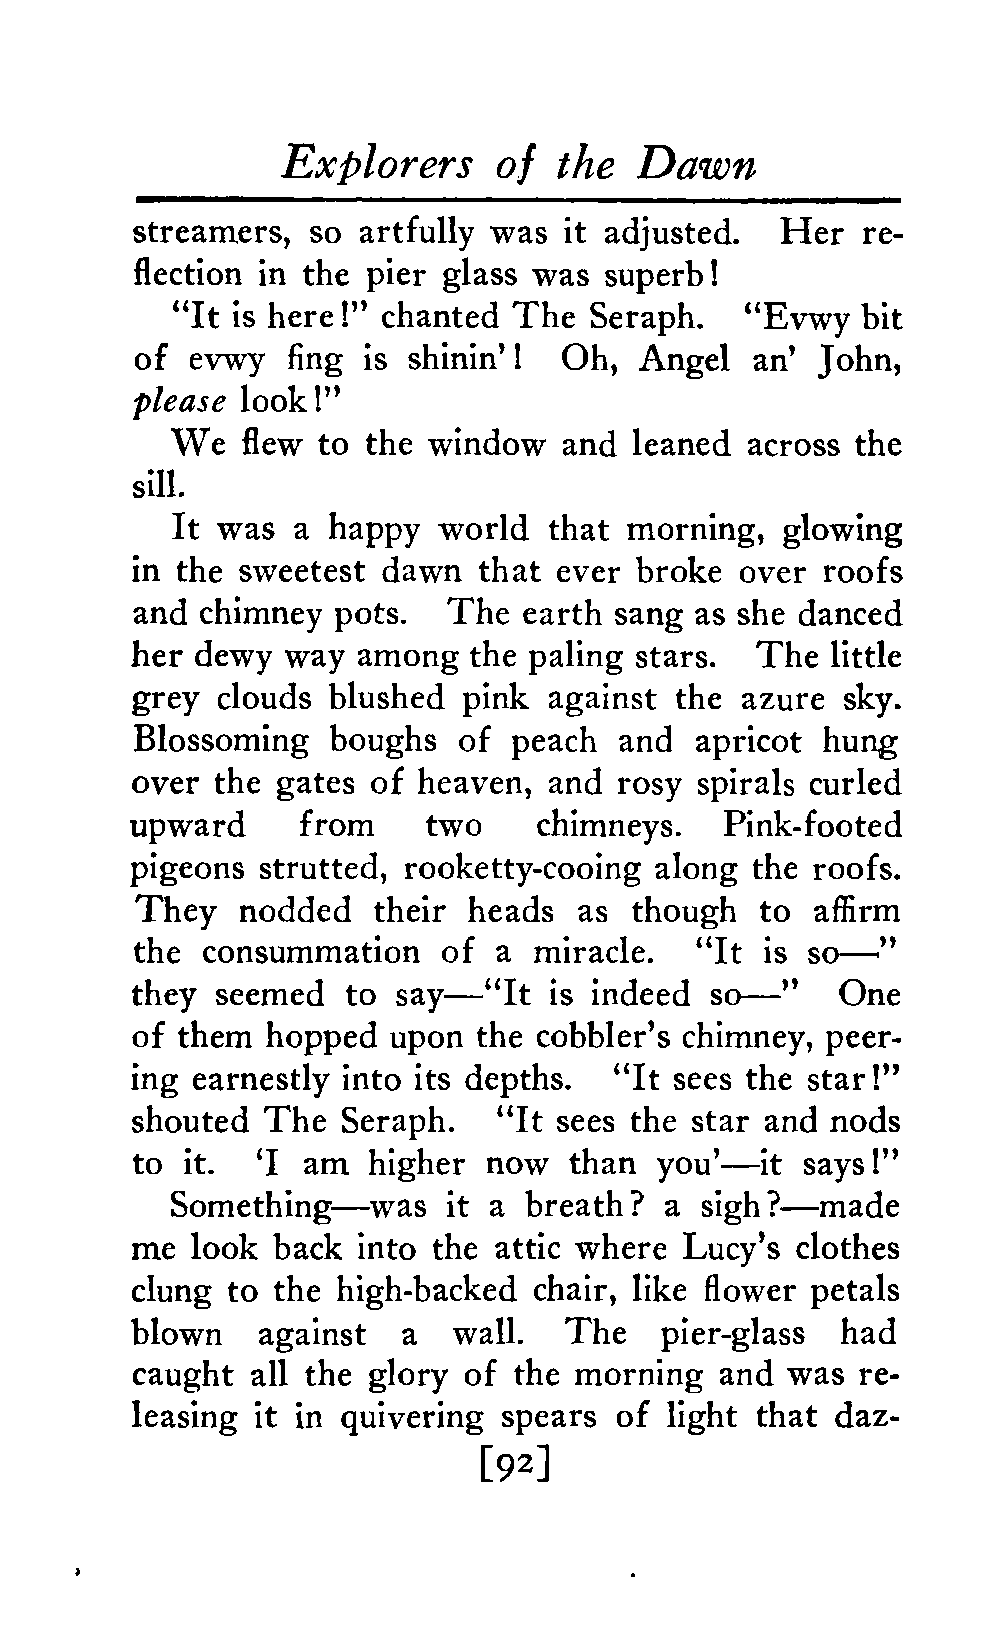 Explorers of the Dawn
streamers, so artfully was it adjusted. Her re-
flection in the pier glass was superb!
"It is here!" chanted The Seraph. "Evwy bit
of evwy fing is shinin'! Oh, Angel an' John,
please look!"
We flew to the window and leaned across the
sill.
It was a happy world that morning, glowing
in the sweetest dawn that ever broke over roofs
and chimney pots. The earth sang as she danced
her dewy way among the paling stars. The little
grey clouds blushed pink against the azure sky.
Blossoming boughs of peach and apricot hung
over the gates of heaven, and rosy spirals curled
upward from two chimneys. Pink-footed
pigeons strutted, rooketty-cooing along the roofs.
They nodded their heads as though to affirm
the consummation of a miracle. "It is so—"
they seemed to say—"It is indeed so—" One
of them hopped upon the cobbler's chimney, peer-
ing earnestly into its depths. "It sees the star!"
shouted The Seraph. "It sees the star and nods
to it. 'I am higher now than you'—it says!"
Something—was it a breath? a sigh?—made
me look back into the attic where Lucy's clothes
clung to the high-backed chair, like flower petals
blown against a wall. The pier-glass had
caught all the glory of the morning and was re-
leasing it in quivering spears of light that daz-
[92]